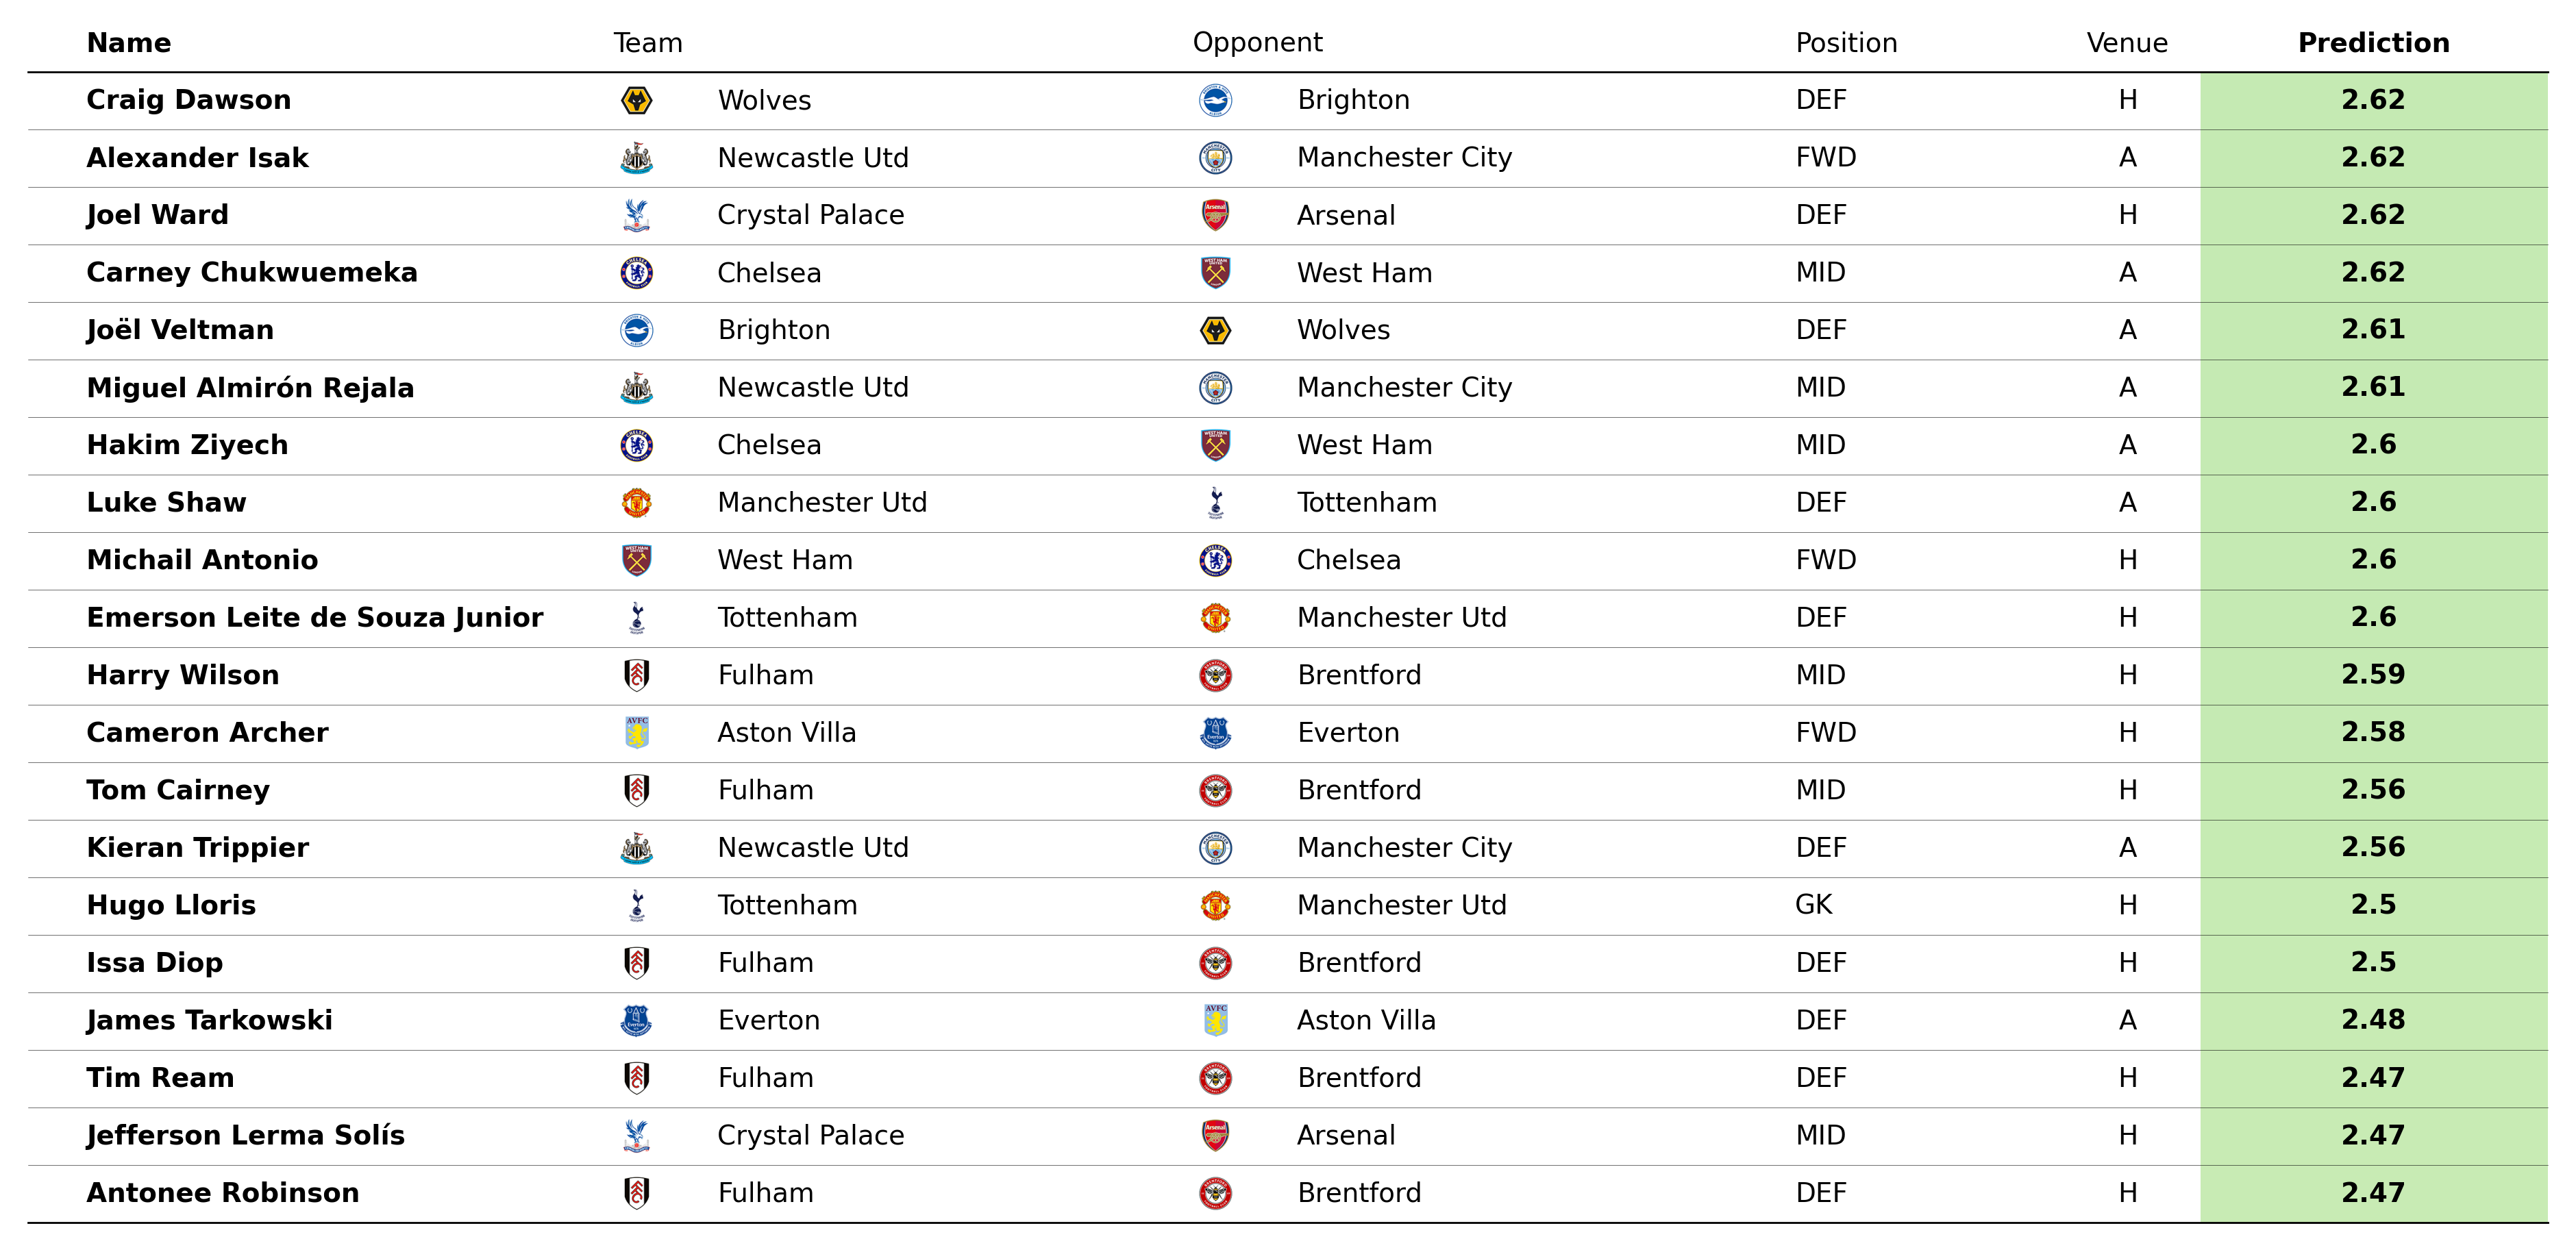 Name Team Opponent Position Venue Prediction
Craig Dawson Wolves Brighton DEF H 2.62
Alexander Isak Newcastle Utd Manchester City FWD A 2.62
Joel Ward Crystal Palace Arsenal DEF H 2.62
Carney Chukwuemeka Chelsea West Ham MID A 2.62
Joël Veltman Brighton Wolves DEF A 2.61
Miguel Almirón Rejala Newcastle Utd Manchester City MID A 2.61
Hakim Ziyech Chelsea West Ham MID A 2.6
Luke Shaw Manchester Utd Tottenham DEF A 2.6
Michail Antonio West Ham Chelsea FWD H 2.6
Emerson Leite de Souza Junior Tottenham Manchester Utd DEF H 2.6
Harry Wilson Fulham Brentford MID H 2.59
Cameron Archer Aston Villa Everton FWD H 2.58
Tom Cairney Fulham Brentford MID H 2.56
Kieran Trippier Newcastle Utd Manchester City DEF A 2.56
Hugo Lloris Tottenham Manchester Utd GK H 2.5
Issa Diop Fulham Brentford DEF H 2.5
James Tarkowski Everton Aston Villa DEF A 2.48
Tim Ream Fulham Brentford DEF H 2.47
Jefferson Lerma Solís Crystal Palace Arsenal MID H 2.47
Antonee Robinson Fulham Brentford DEF H 2.47